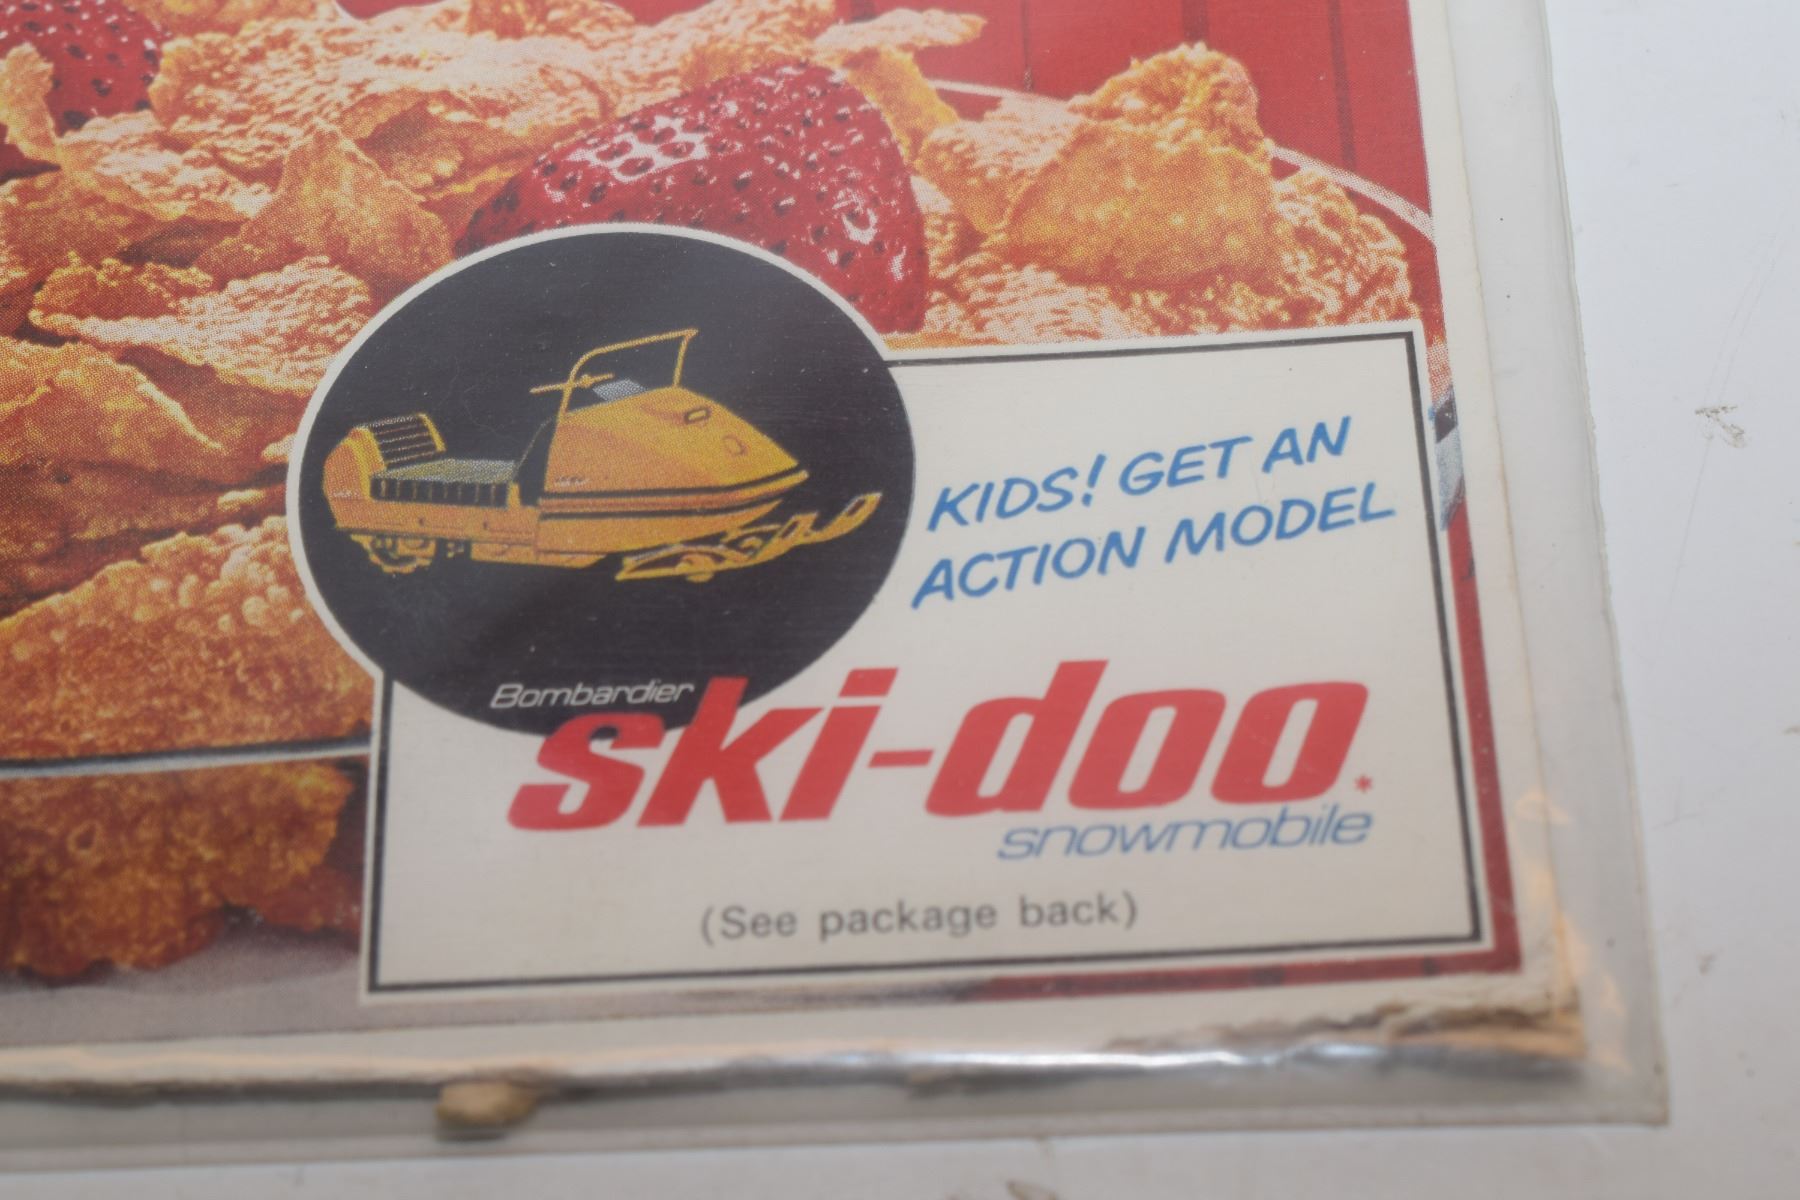 KIDS! GET AN
ACTION MODEL
Bombardier
ski-doo*
snowmobile
(See package back)